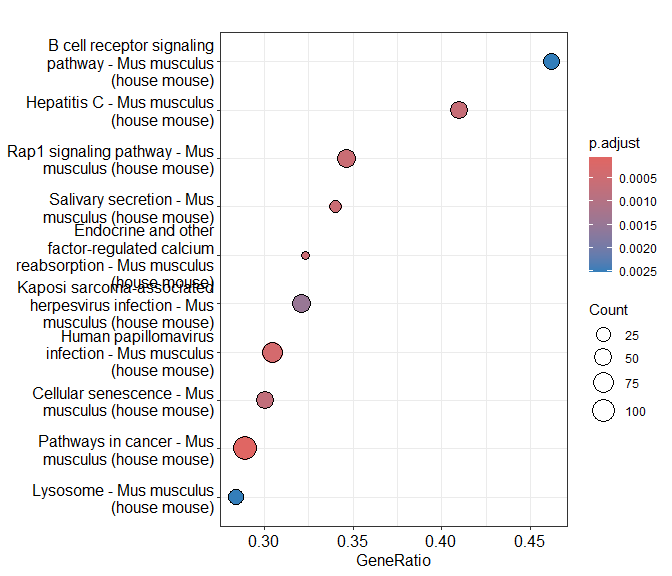 B cell receptor signaling
pathway - Mus musculus
(house mouse)
Hepatitis C - Mus musculus
(house mouse)
Rap1 signaling pathway - Mus
musculus (house mouse)
Salivary secretion - Mus
musculus (house mouse)
Endocrine and other
factor-regulated calcium
reabsorption - Mus musculus
(house mouse)
Kaposi sarcoma-associated
herpesvirus infection - Mus
musculus (house mouse)
Human papillomavirus
infection - Mus musculus
(house mouse)
Cellular senescence - Mus
musculus (house mouse)
Pathways in cancer - Mus
musculus (house mouse)
Lysosome - Mus musculus
(house mouse)
0.30 0.35 0.40 0.45
GeneRatio
p.adjust
0.0005
0.0010
0.0015
0.0020
0.0025
Count
25
50
75
100